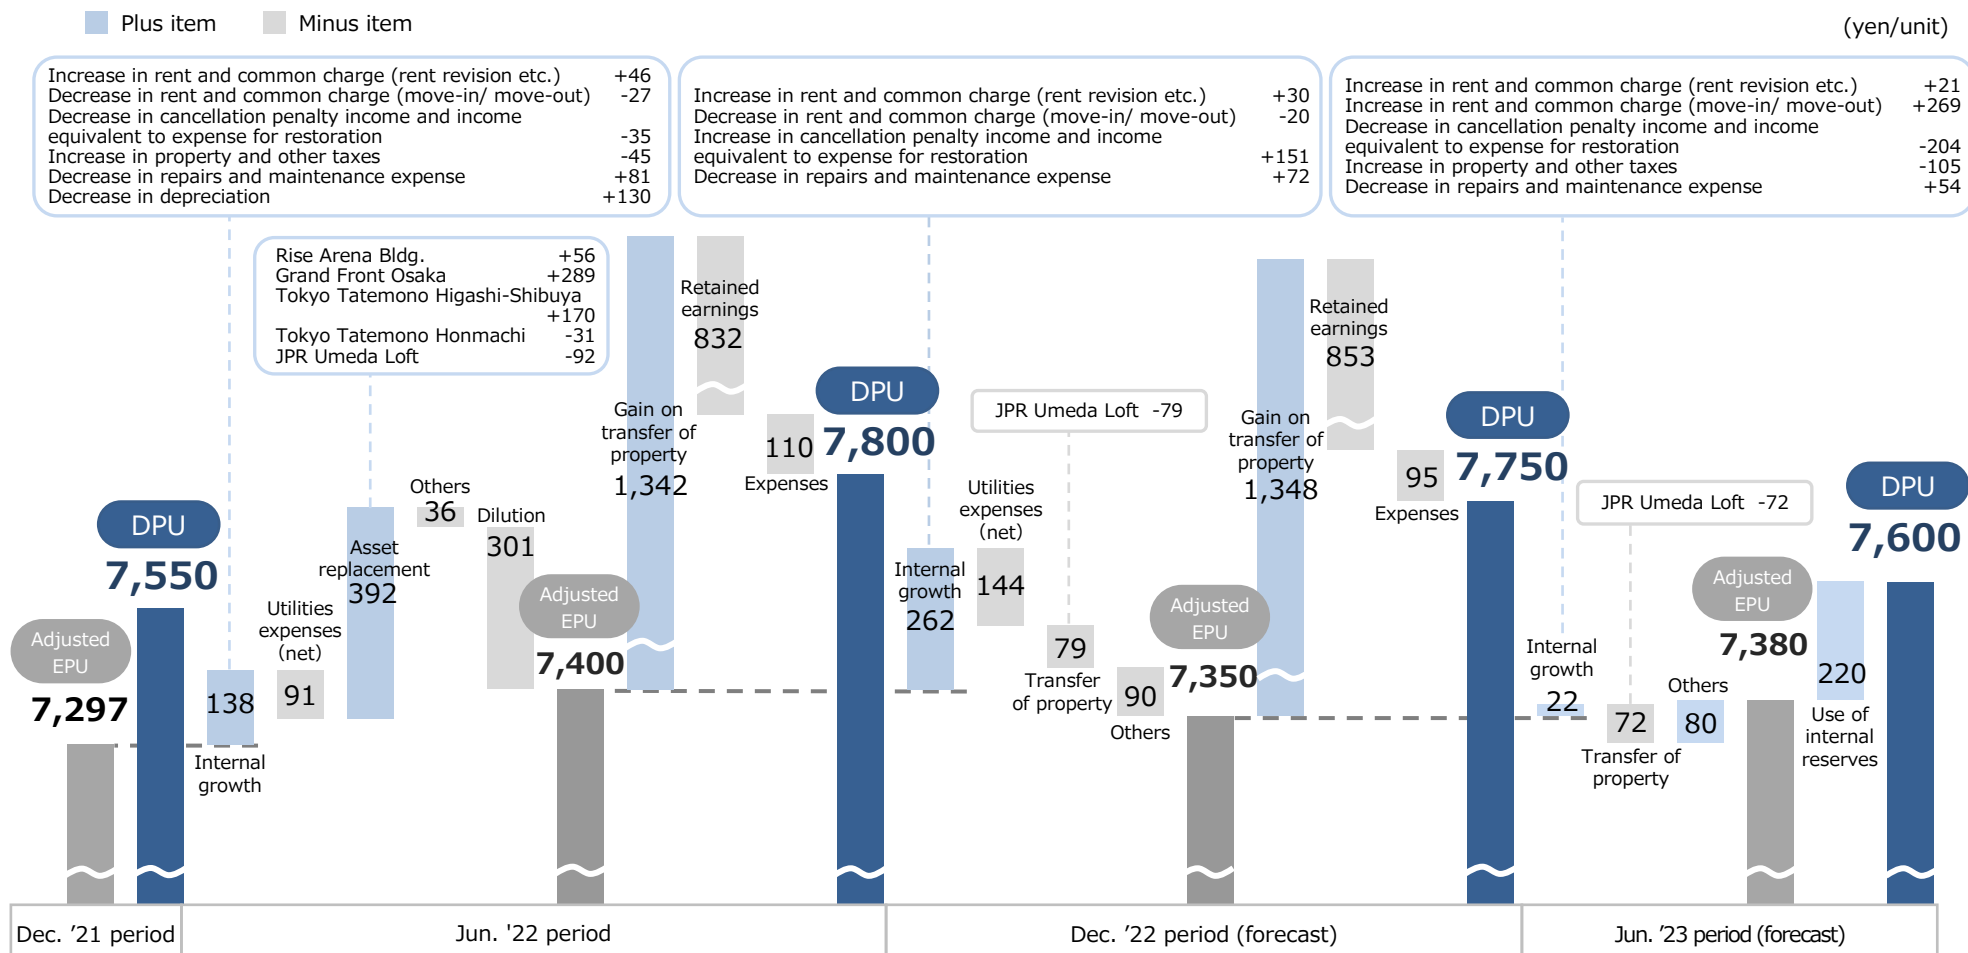 Plus item
Minus item
(yen/unit)
Increase in rent and common charge (rent revision etc.) +46
Decrease in rent and common charge (move-in/ move-out) -27
Decrease in cancellation penalty income and income
equivalent to expense for restoration -35
Increase in property and other taxes -45
Decrease in repairs and maintenance expense +81
Decrease in depreciation +130
Increase in rent and common charge (rent revision etc.) +30
Decrease in rent and common charge (move-in/ move-out) -20
Increase in cancellation penalty income and income
equivalent to expense for restoration +151
Decrease in repairs and maintenance expense +72
Increase in rent and common charge (rent revision etc.) +21
Increase in rent and common charge (move-in/ move-out) +269
Decrease in cancellation penalty income and income
equivalent to expense for restoration -204
Increase in property and other taxes -105
Decrease in repairs and maintenance expense +54
Rise Arena Bldg. +56
Grand Front Osaka +289
Tokyo Tatemono Higashi-Shibuya
+170
Tokyo Tatemono Honmachi -31
JPR Umeda Loft -92
Adjusted
EPU
7,297
DPU
7,550
138
Internal
growth
Utilities
expenses
(net)
91
Asset
replacement
392
Others
36
Dilution
301
Adjusted
EPU
7,400
Gain on
transfer of
property
1,342
Retained
earnings
832
110
Expenses
DPU
7,800
Internal
growth
262
Utilities
expenses
(net)
144
JPR Umeda Loft -79
79
Transfer
of property
90
Others
Adjusted
EPU
7,350
Gain on
transfer of
property
1,348
Retained
earnings
853
95
Expenses
DPU
7,750
Internal
growth
22
JPR Umeda Loft -72
72
Transfer of
property
Others
80
Adjusted
EPU
7,380
220
Use of
internal
reserves
DPU
7,600
Dec. ’21 period
Jun. '22 period
Dec. ’22 period (forecast)
Jun. ’23 period (forecast)